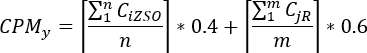 CPM_y = ⌈∑_1^n C_iZSO / n⌉ * 0.4 + ⌈∑_1^m C_jR / m⌉ * 0.6